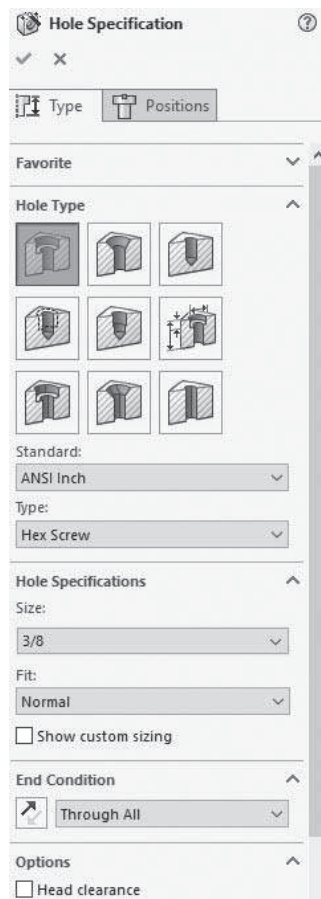 Hole Specification
Type Positions
Favorite
Hole Type
Standard:
ANSI Inch
Type:
Hex Screw
Hole Specifications
Size:
3/8
Fit:
Normal
Show custom sizing
End Condition
Through All
Options
Head clearance